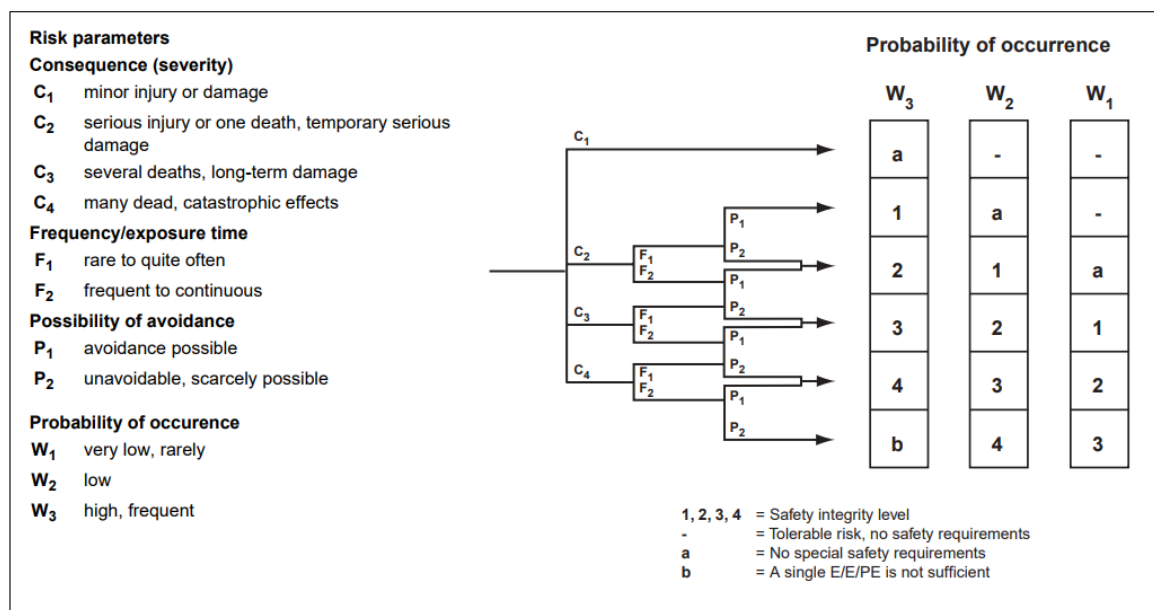 Risk parameters
Consequence (severity)
C1 minor injury or damage
C2 serious injury or one death, temporary serious
damage
C3 several deaths, long-term damage
C4 many dead, catastrophic effects
Frequency/exposure time
F1 rare to quite often
F2 frequent to continuous
Possibility of avoidance
P1 avoidance possible
P2 unavoidable, scarcely possible
Probability of occurence
W1 very low, rarely
W2 low
W3 high, frequent
C1
C2
C3
C4
F1
F2
F1
F2
F1
F2
P1
P2
P1
P2
P1
P2
P1
P2
Probability of occurrence
W3 W2 W1
a - -
1 a -
2 1 a
3 2 1
4 3 2
b 4 3
1, 2, 3, 4 = Safety integrity level
- = Tolerable risk, no safety requirements
a = No special safety requirements
b = A single E/E/PE is not sufficient